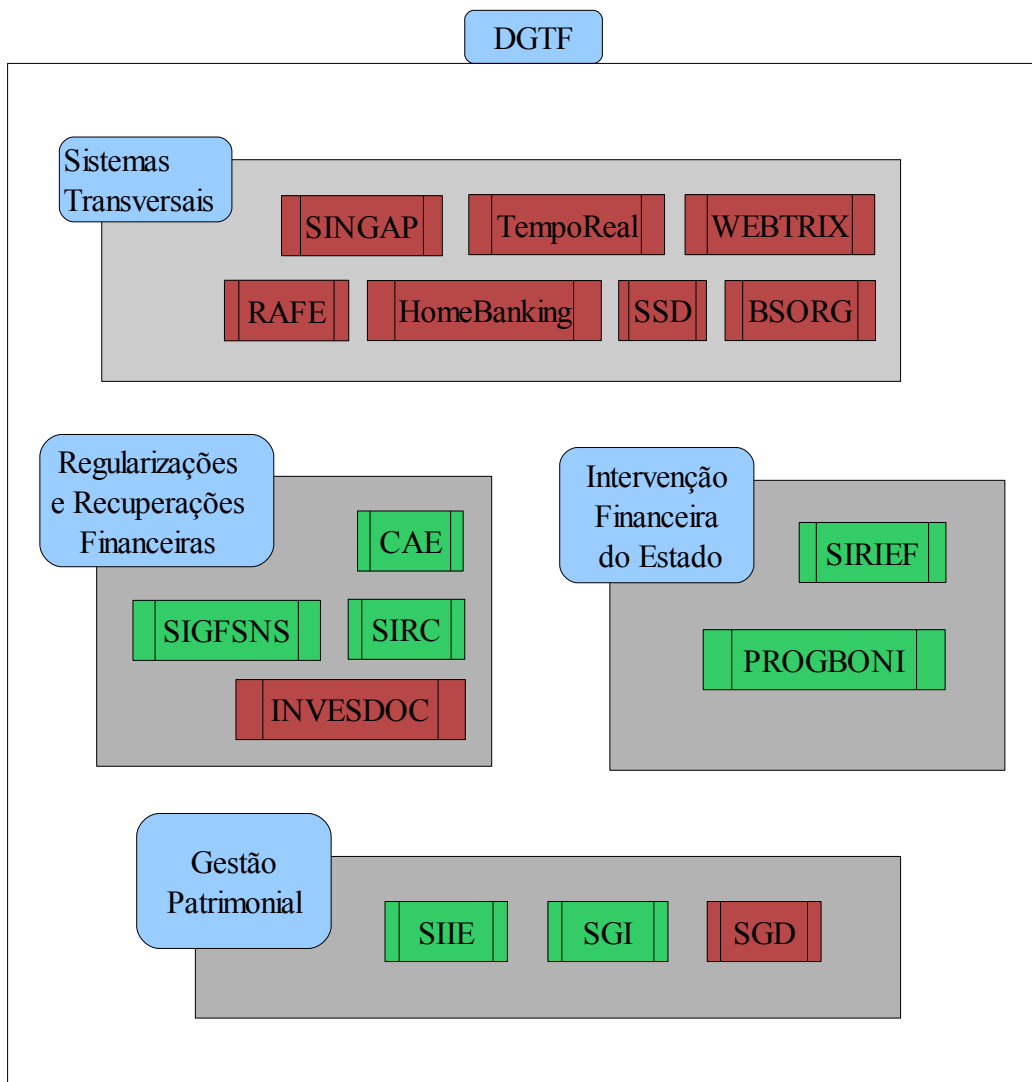 DGTF
Sistemas
Transversais
SINGAP
TempoReal
WEBTRIX
RAFE
HomeBanking
SSD
BSORG
Regularizações
e Recuperações
Financeiras
CAE
SIGFSNS
SIRC
INVESDOC
Intervenção
Financeira
do Estado
SIRIEF
PROGBONI
Gestão
Patrimonial
SIIE
SGI
SGD